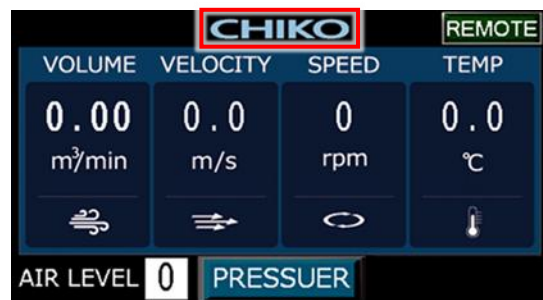 CHIKO REMOTE
VOLUME VELOCITY SPEED TEMP
0.00 0.0 0 0.0
m³/min m/s rpm ℃
AIR LEVEL 0 PRESSUER